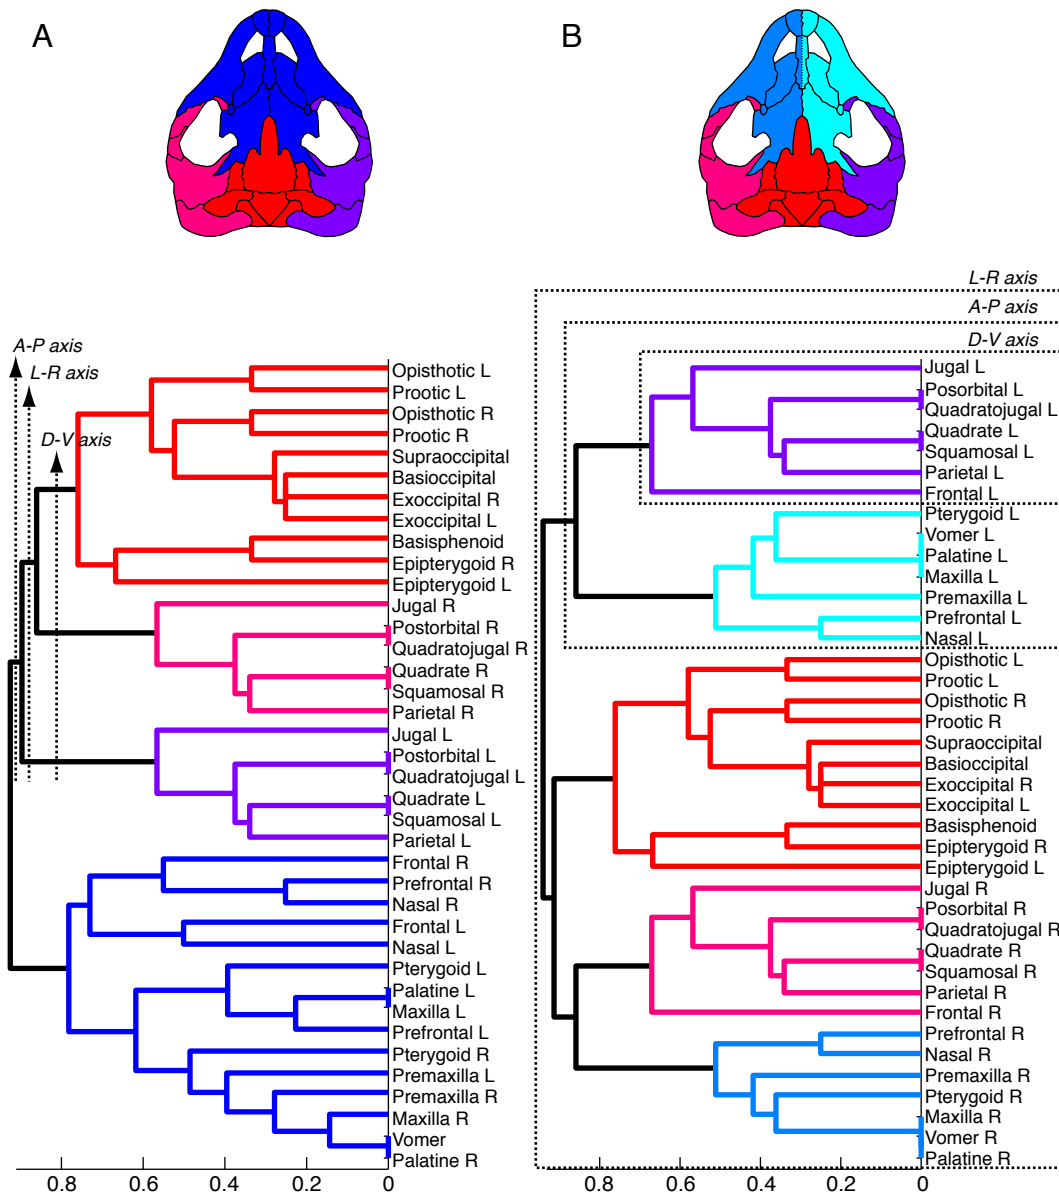 A
B
A-P axis
L-R axis
D-V axis
Opisthotic L
Prootic L
Opisthotic R
Prootic R
Supraoccipital
Basioccipital
Exoccipital R
Exoccipital L
Basisphenoid
Epipterygoid R
Epipterygoid L
Jugal R
Postorbital R
Quadratojugal R
Quadrate R
Squamosal R
Parietal R
Jugal L
Postorbital L
Quadratojugal L
Quadrate L
Squamosal L
Parietal L
Frontal R
Prefrontal R
Nasal R
Frontal L
Nasal L
Pterygoid L
Palatine L
Maxilla L
Prefrontal L
Pterygoid R
Premaxilla L
Premaxilla R
Maxilla R
Vomer
Palatine R
0.8 0.6 0.4 0.2 0
L-R axis
A-P axis
D-V axis
Jugal L
Posorbital L
Quadratojugal L
Quadrate L
Squamosal L
Parietal L
Frontal L
Pterygoid L
Vomer L
Palatine L
Maxilla L
Premaxilla L
Prefrontal L
Nasal L
Opisthotic L
Prootic L
Opisthotic R
Prootic R
Supraoccipital
Basioccipital
Exoccipital R
Exoccipital L
Basisphenoid
Epipterygoid R
Epipterygoid L
Jugal R
Posorbital R
Quadratojugal R
Quadrate R
Squamosal R
Parietal R
Frontal R
Prefrontal R
Nasal R
Premaxilla R
Pterygoid R
Maxilla R
Vomer R
Palatine R
0.8 0.6 0.4 0.2 0